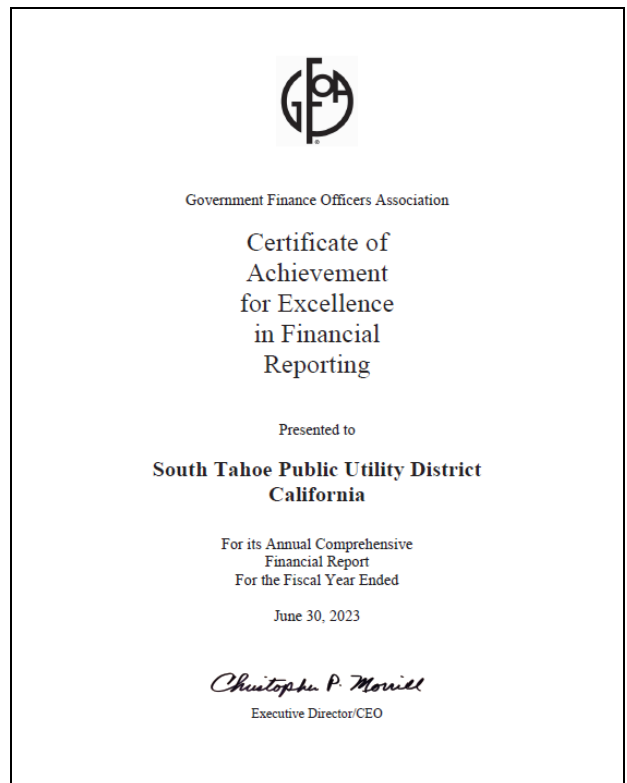 GFOA
Government Finance Officers Association
Certificate of
Achievement
for Excellence
in Financial
Reporting
Presented to
South Tahoe Public Utility District
California
For its Annual Comprehensive
Financial Report
For the Fiscal Year Ended
June 30, 2023
Christopher P. Morrill
Executive Director/CEO